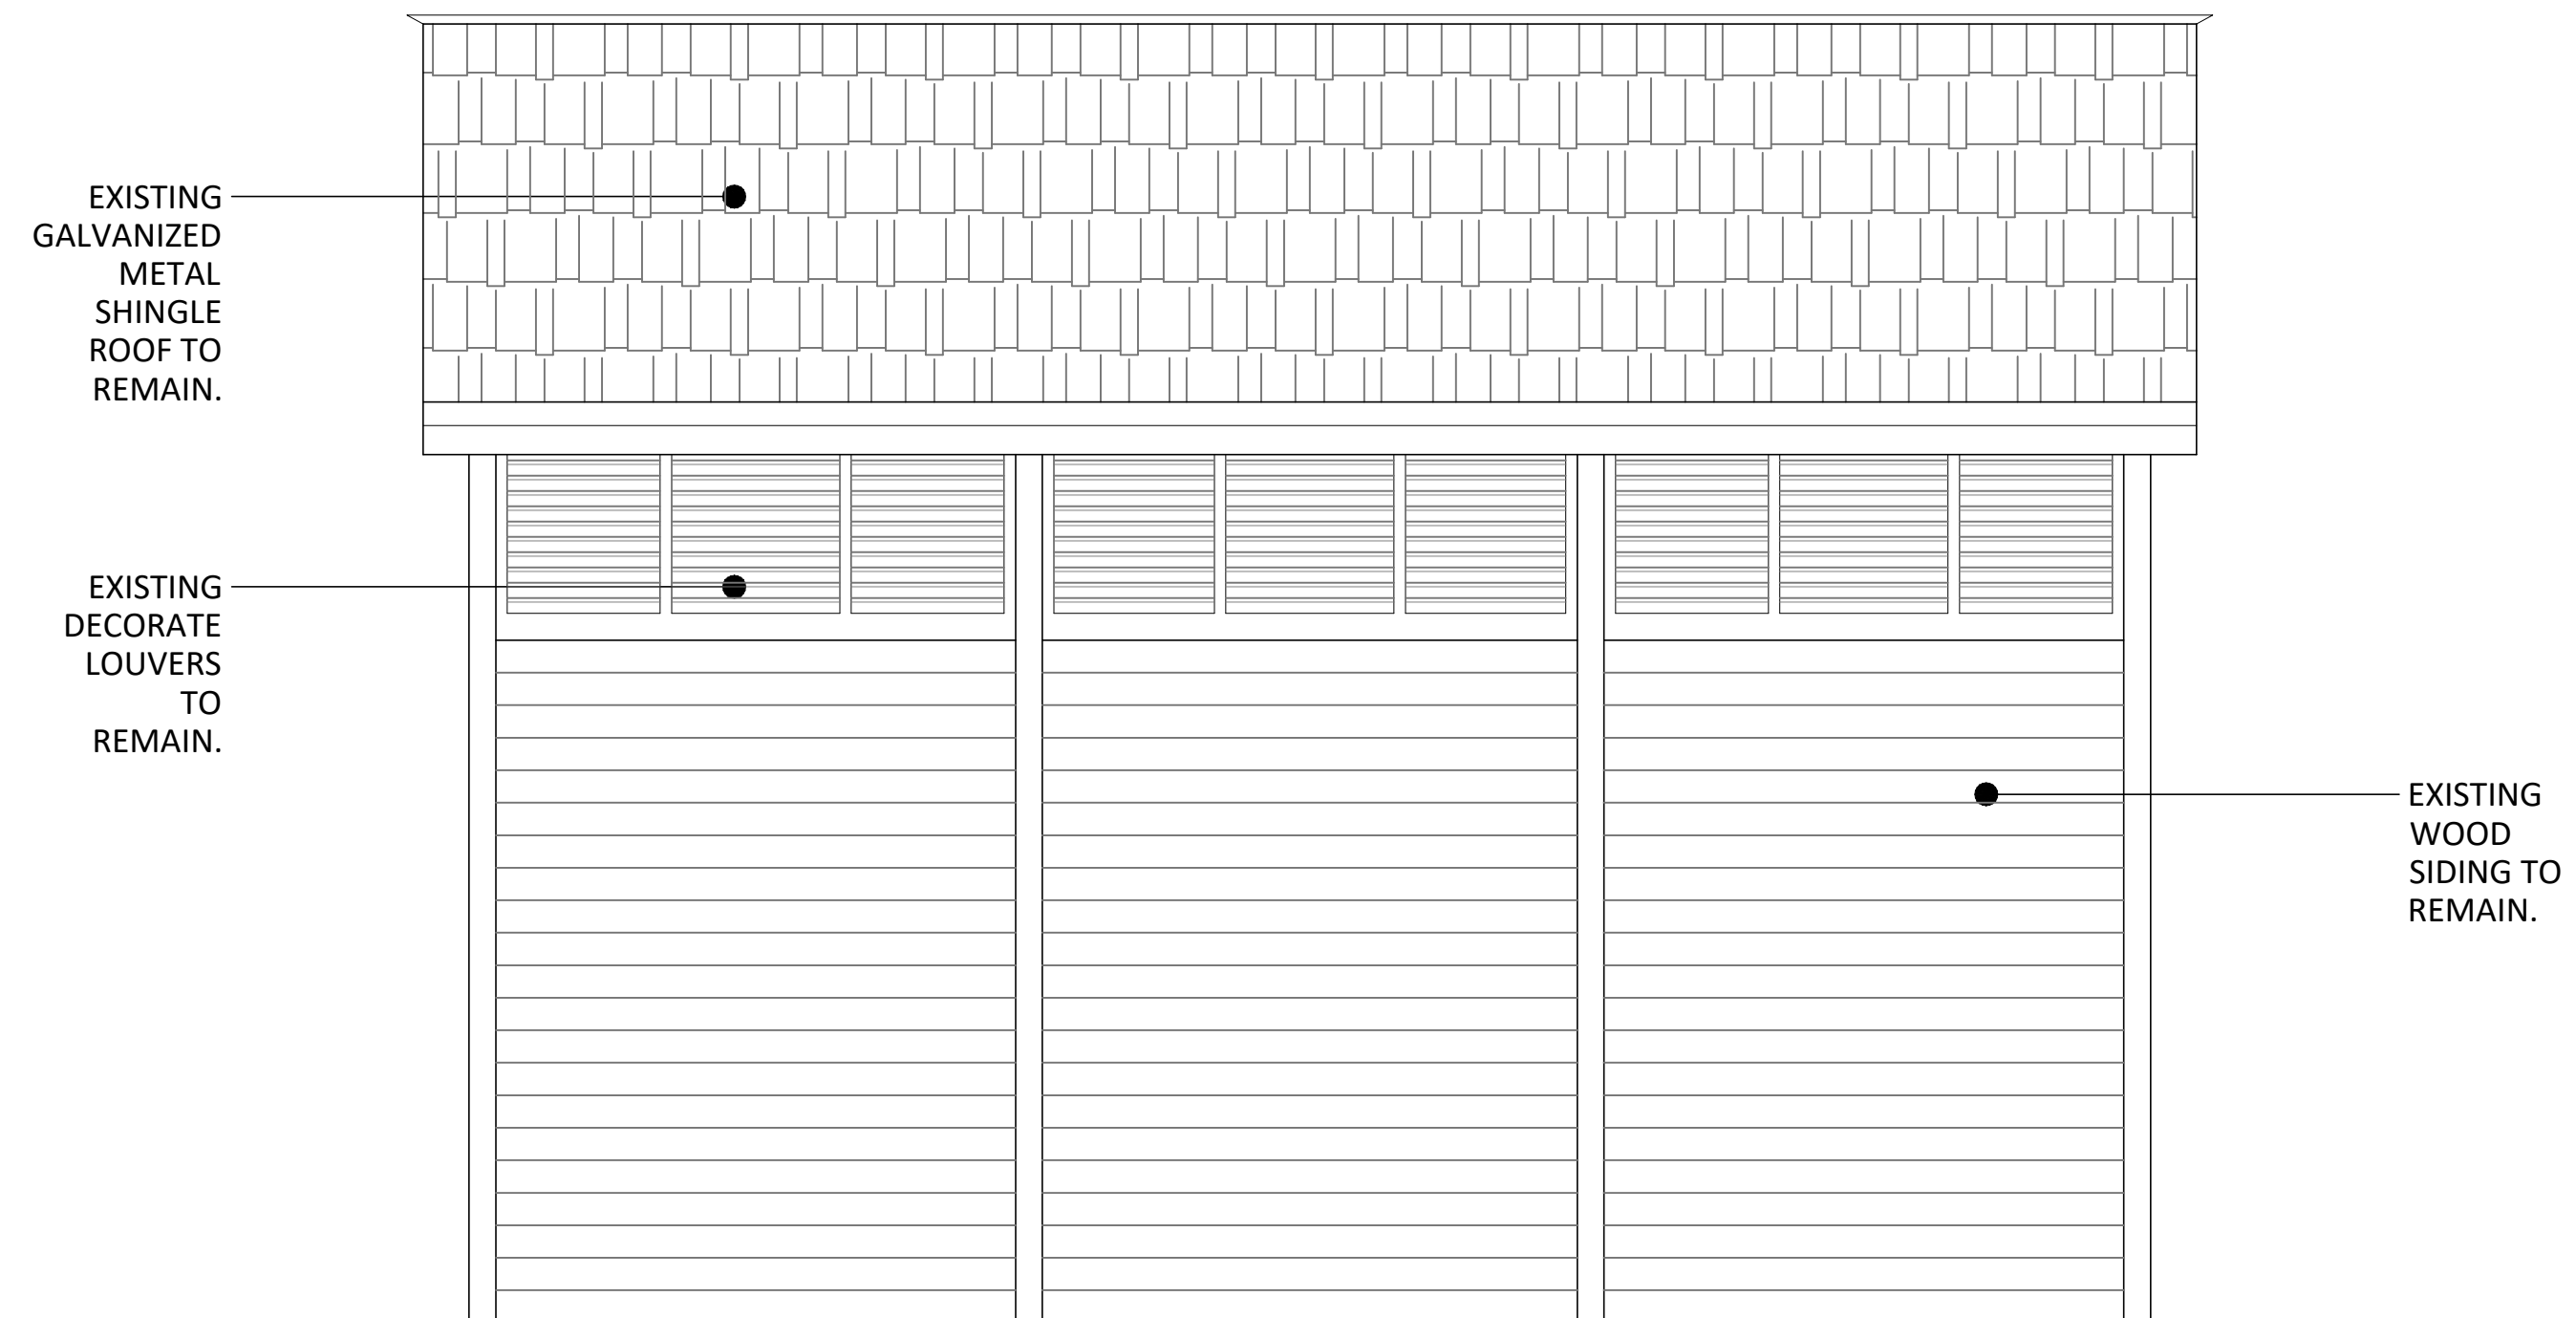 EXISTING
GALVANIZED
METAL
SHINGLE
ROOF TO
REMAIN.
EXISTING
DECORATE
LOUVERS
TO
REMAIN.
EXISTING
WOOD
SIDING TO
REMAIN.